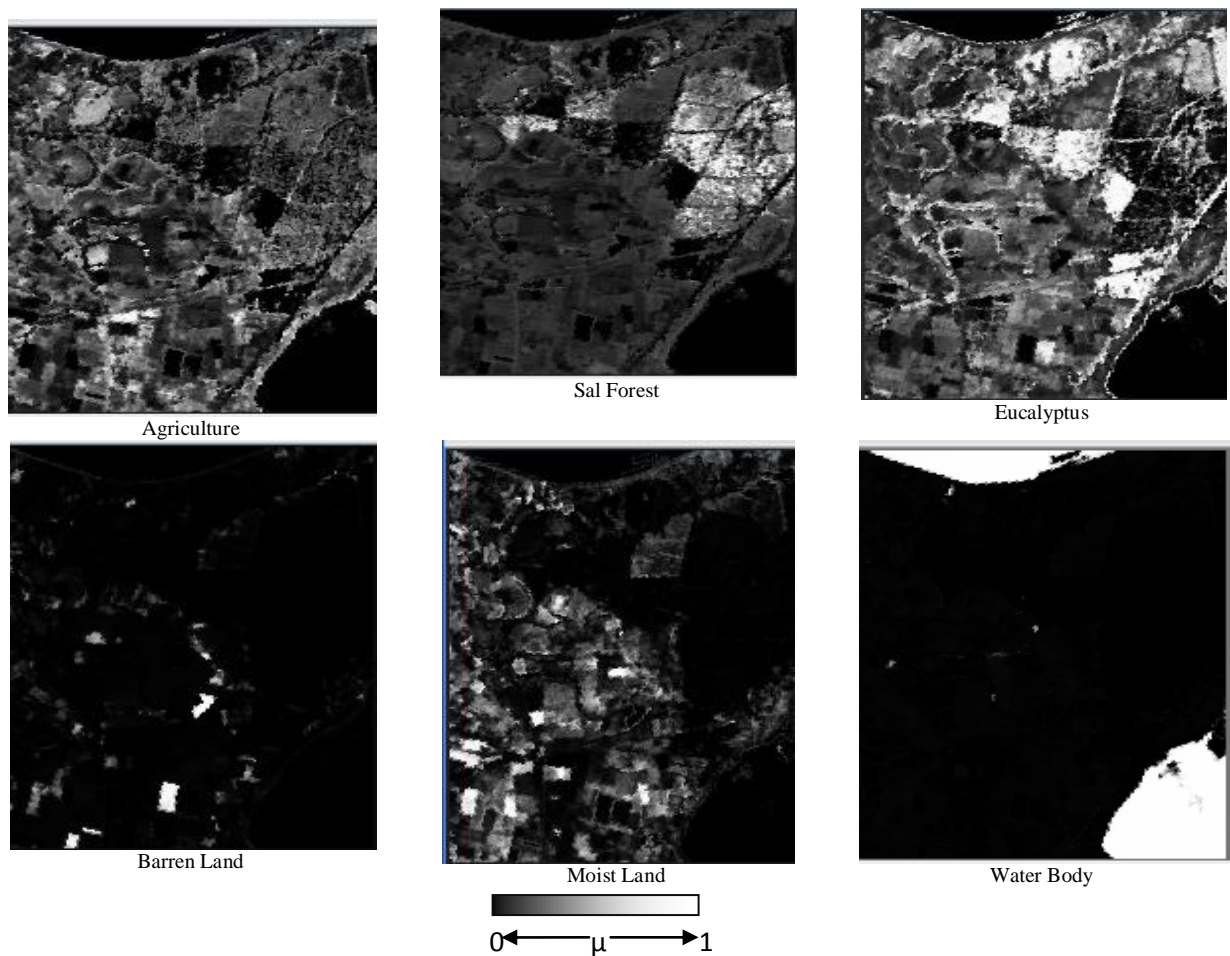 Agriculture
Sal Forest
Eucalyptus
Barren Land
Moist Land
Water Body
0 μ 1